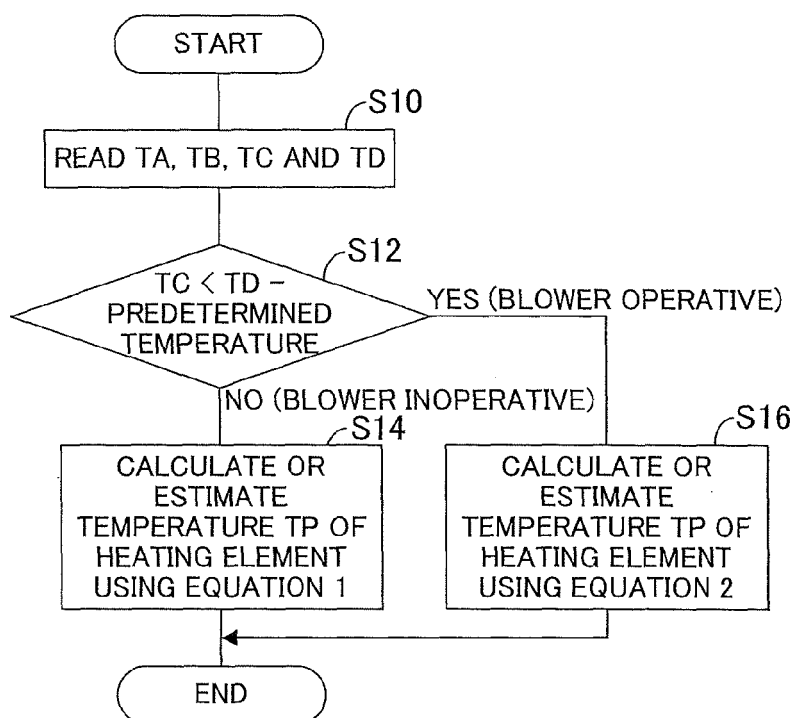 START
S10
READ TA, TB, TC AND TD
S12
TC < TD –
PREDETERMINED
TEMPERATURE
YES (BLOWER OPERATIVE)
NO (BLOWER INOPERATIVE)
S14
CALCULATE OR
ESTIMATE
TEMPERATURE TP OF
HEATING ELEMENT
USING EQUATION 1
S16
CALCULATE OR
ESTIMATE
TEMPERATURE TP OF
HEATING ELEMENT
USING EQUATION 2
END